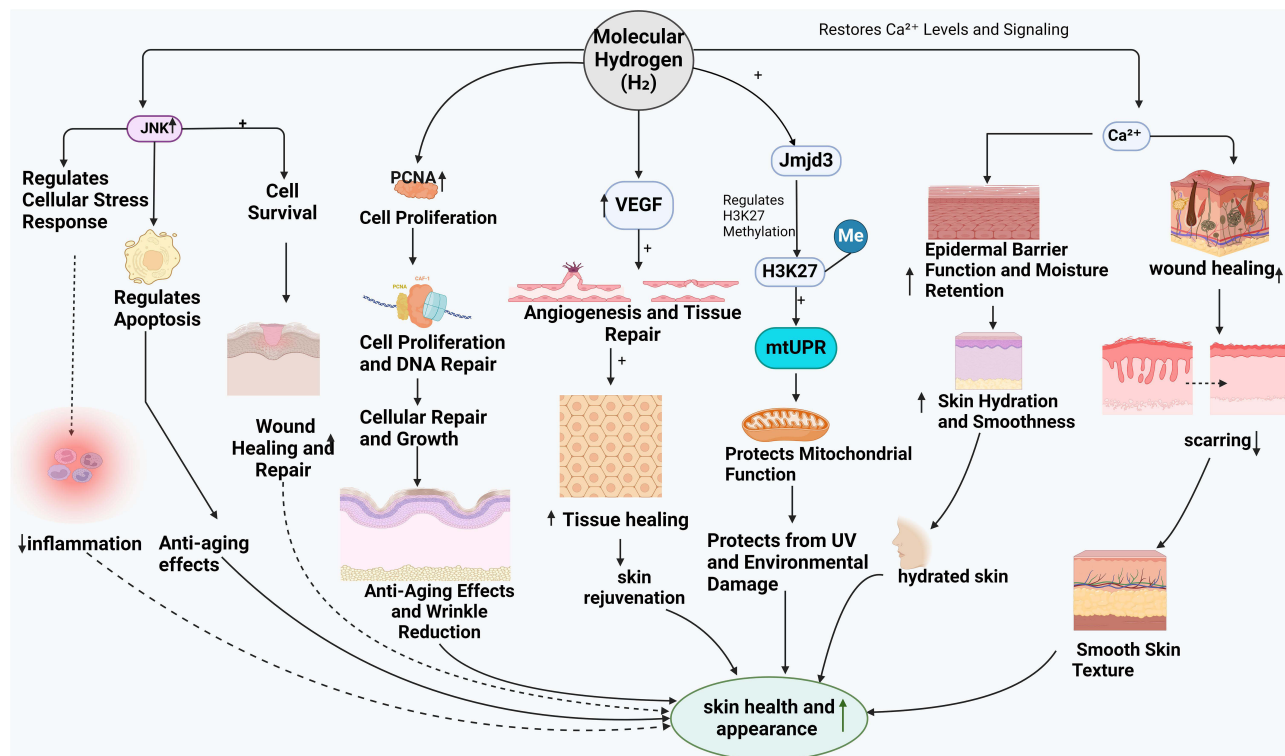 Molecular
Hydrogen
(H₂)
Restores Ca²⁺ Levels and Signaling
+
JNK
+
Regulates
Cellular Stress
Response
Regulates
Apoptosis
Cell
Survival
Wound
Healing and
Repair
inflammation
Anti-aging
effects
PCNA
Cell Proliferation
PCNA
CAF-1
Cell Proliferation
and DNA Repair
Cellular Repair
and Growth
Anti-Aging Effects
and Wrinkle
Reduction
VEGF
+
Angiogenesis and Tissue
Repair
+
Tissue healing
skin
rejuvenation
Jmjd3
Regulates
H3K27
Methylation
Me
H3K27
+
mtUPR
Protects Mitochondrial
Function
Protects from UV
and Environmental
Damage
Ca²⁺
Epidermal Barrier
Function and Moisture
Retention
Skin Hydration
and Smoothness
hydrated skin
wound healing
scarring
Smooth Skin
Texture
skin health and
appearance